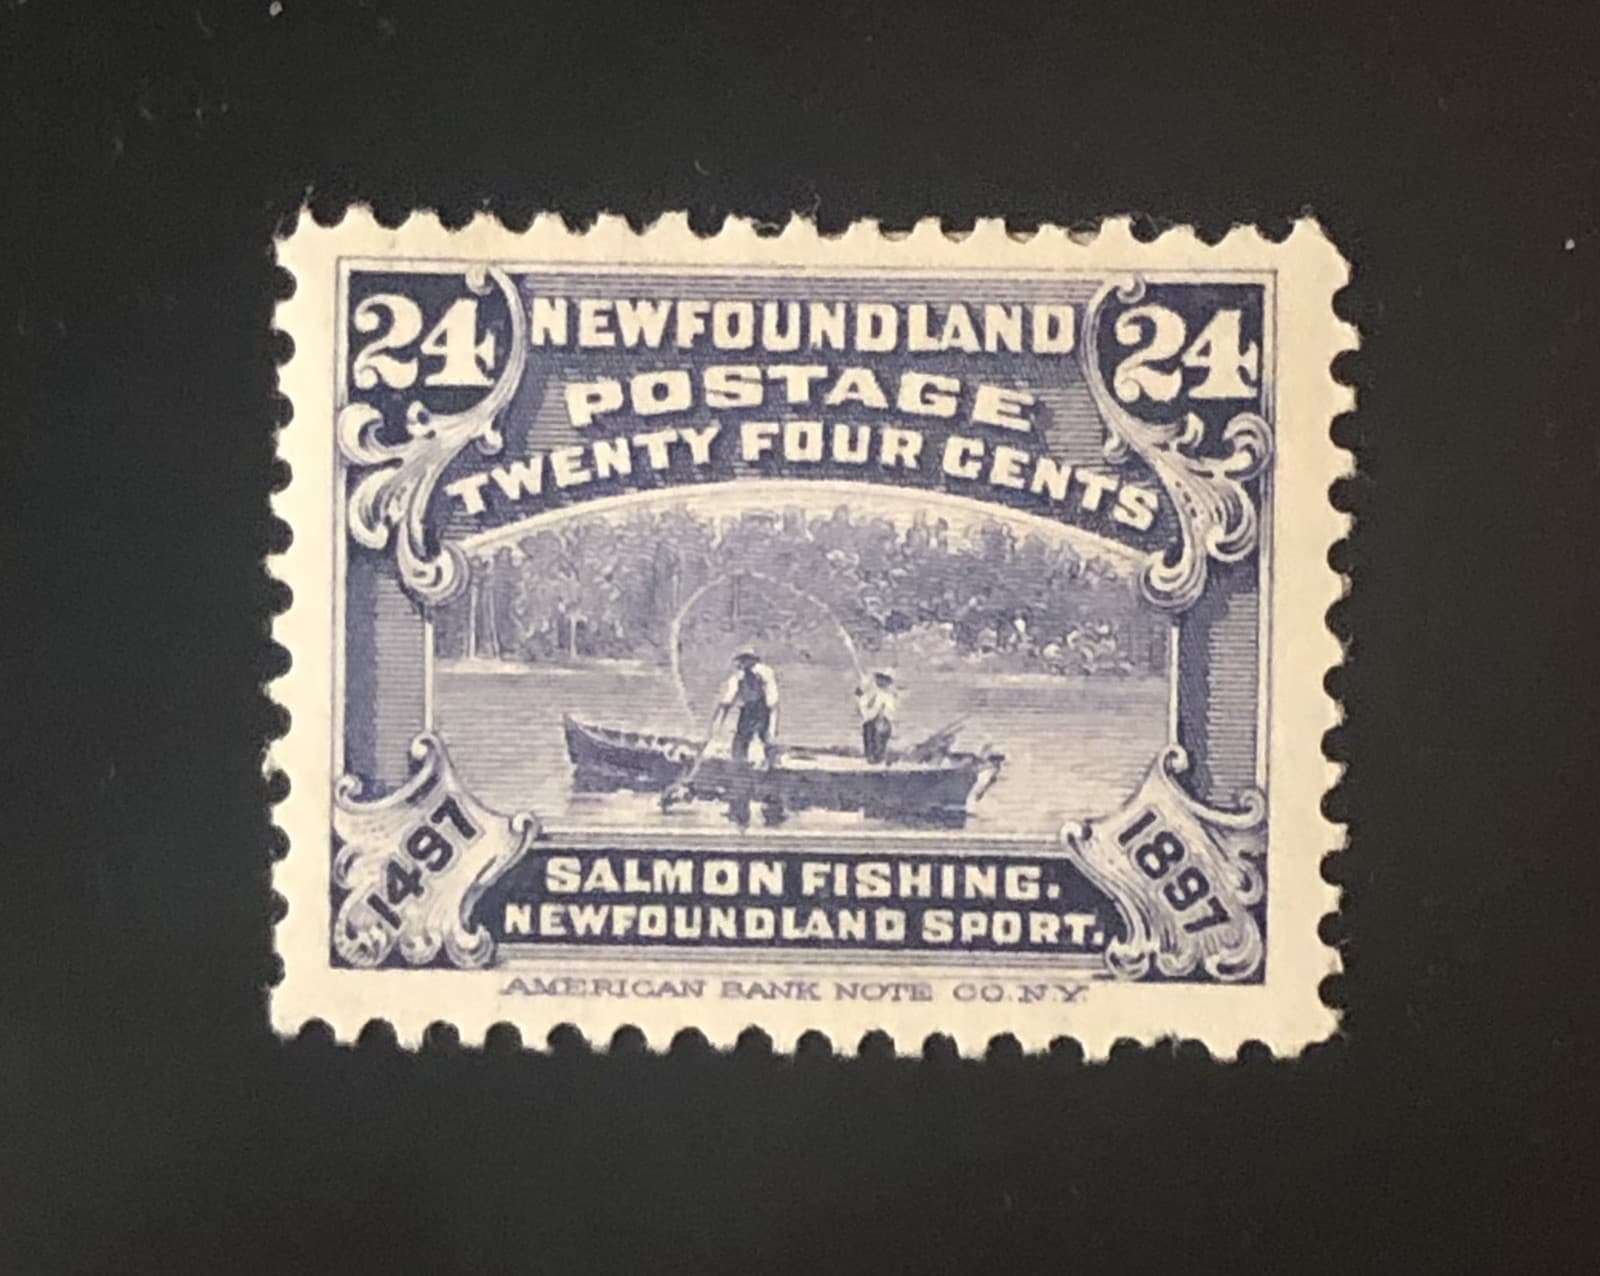 24 NEWFOUNDLAND 24
POSTAGE
TWENTY FOUR CENTS
1497 1897
SALMON FISHING.
NEWFOUNDLAND SPORT.
AMERICAN BANK NOTE CO. N.Y.